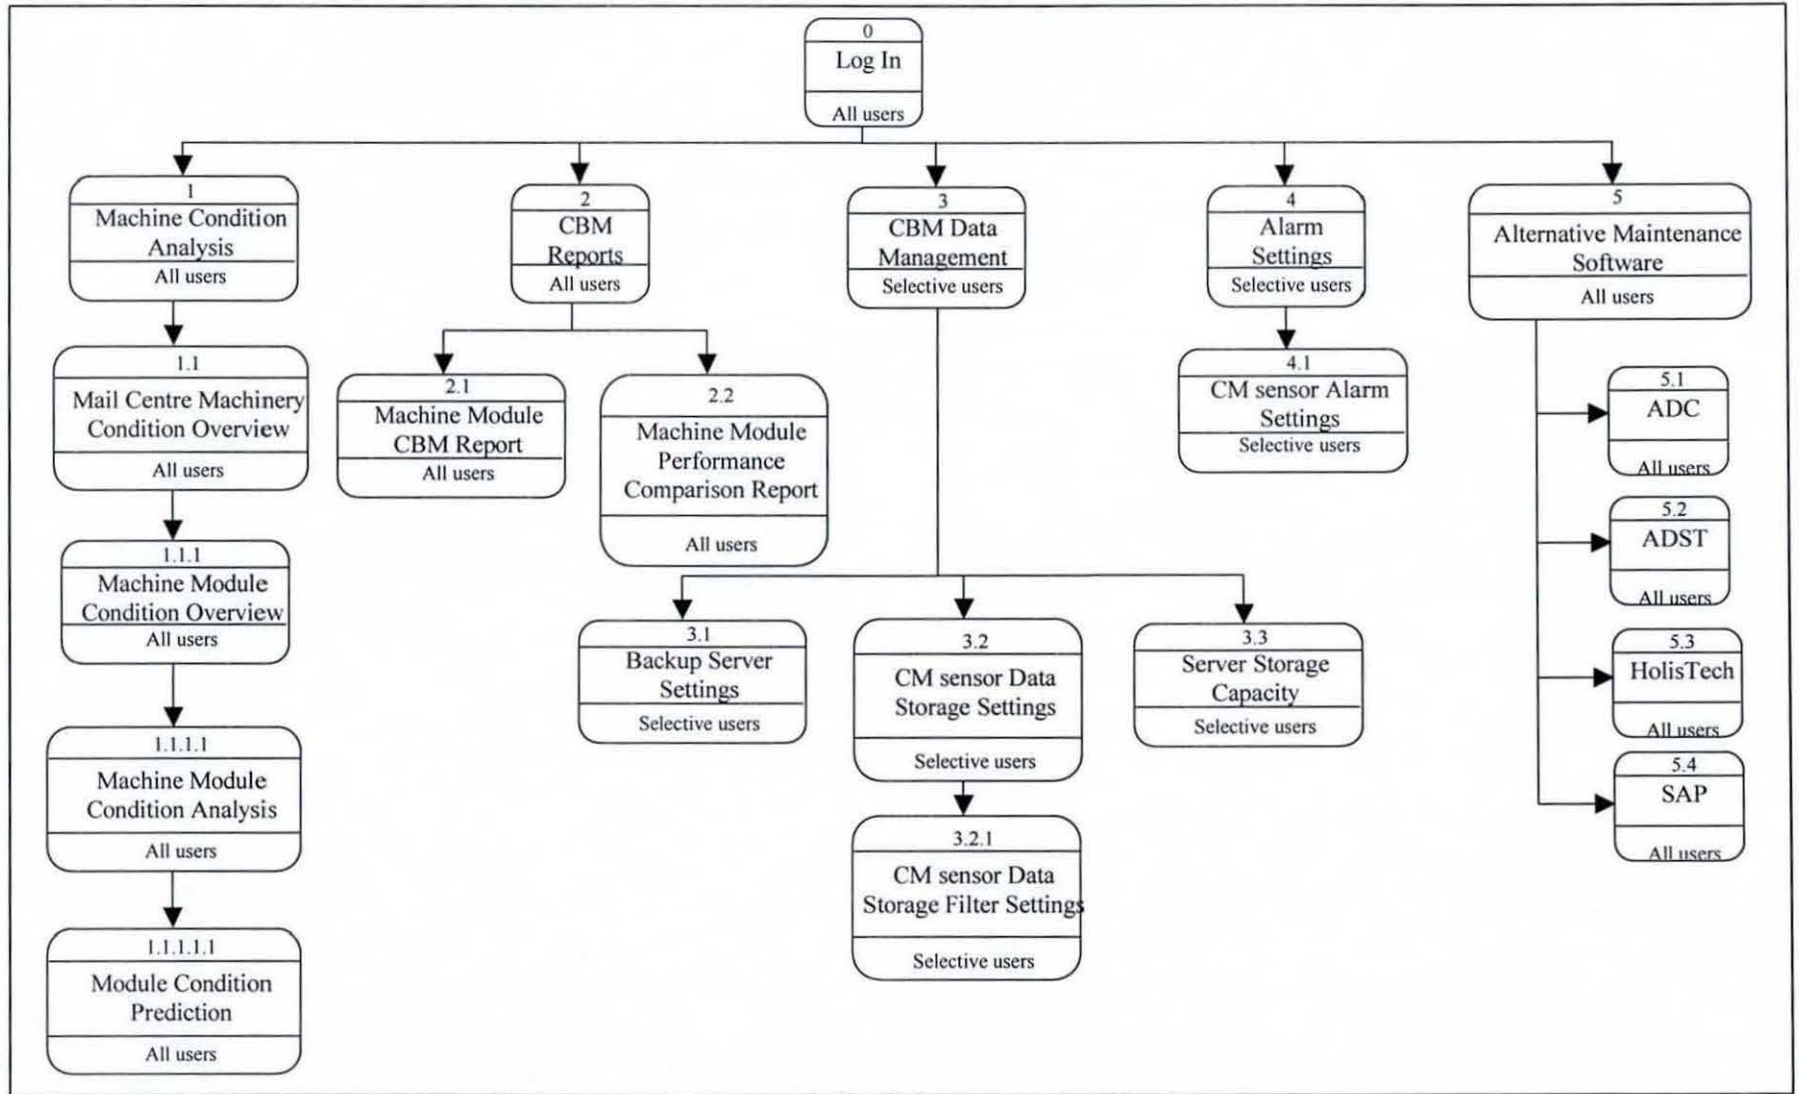 0
Log In
All users
1
Machine Condition
Analysis
All users
2
CBM
Reports
All users
3
CBM Data
Management
Selective users
4
Alarm
Settings
Selective users
5
Alternative Maintenance
Software
All users
1.1
Mail Centre Machinery
Condition Overview
All users
2.1
Machine Module
CBM Report
All users
2.2
Machine Module
Performance
Comparison Report
All users
4.1
CM sensor Alarm
Settings
Selective users
5.1
ADC
All users
5.2
ADST
All users
5.3
HolisTech
All users
5.4
SAP
All users
1.1.1
Machine Module
Condition Overview
All users
3.1
Backup Server
Settings
Selective users
3.2
CM sensor Data
Storage Settings
Selective users
3.3
Server Storage
Capacity
Selective users
1.1.1.1
Machine Module
Condition Analysis
All users
3.2.1
CM sensor Data
Storage Filter Settings
Selective users
1.1.1.1.1
Module Condition
Prediction
All users